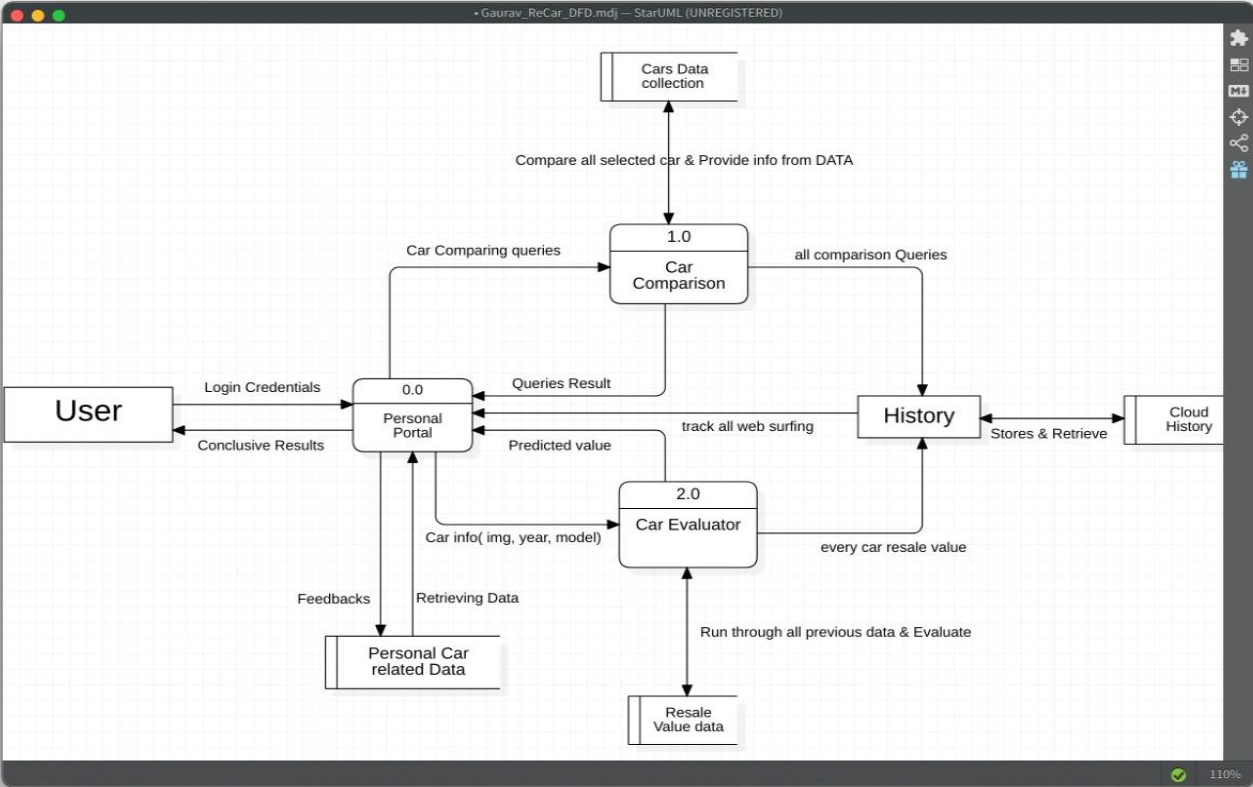 • Gaurav_ReCar_DFD.mdj — StarUML (UNREGISTERED)
Cars Data
collection
M↓
Compare all selected car & Provide info from DATA
1.0
Car Comparing queries
all comparison Queries
Car
Comparison
Login Credentials
Queries Result
0.0
User
Personal
Portal
History
Cloud
History
track all web surfing
Stores & Retrieve
Conclusive Results
Predicted value
2.0
Car Evaluator
Car info( img, year, model)
every car resale value
Feedbacks
Retrieving Data
Run through all previous data & Evaluate
Personal Car
related Data
Resale
Value data
110%